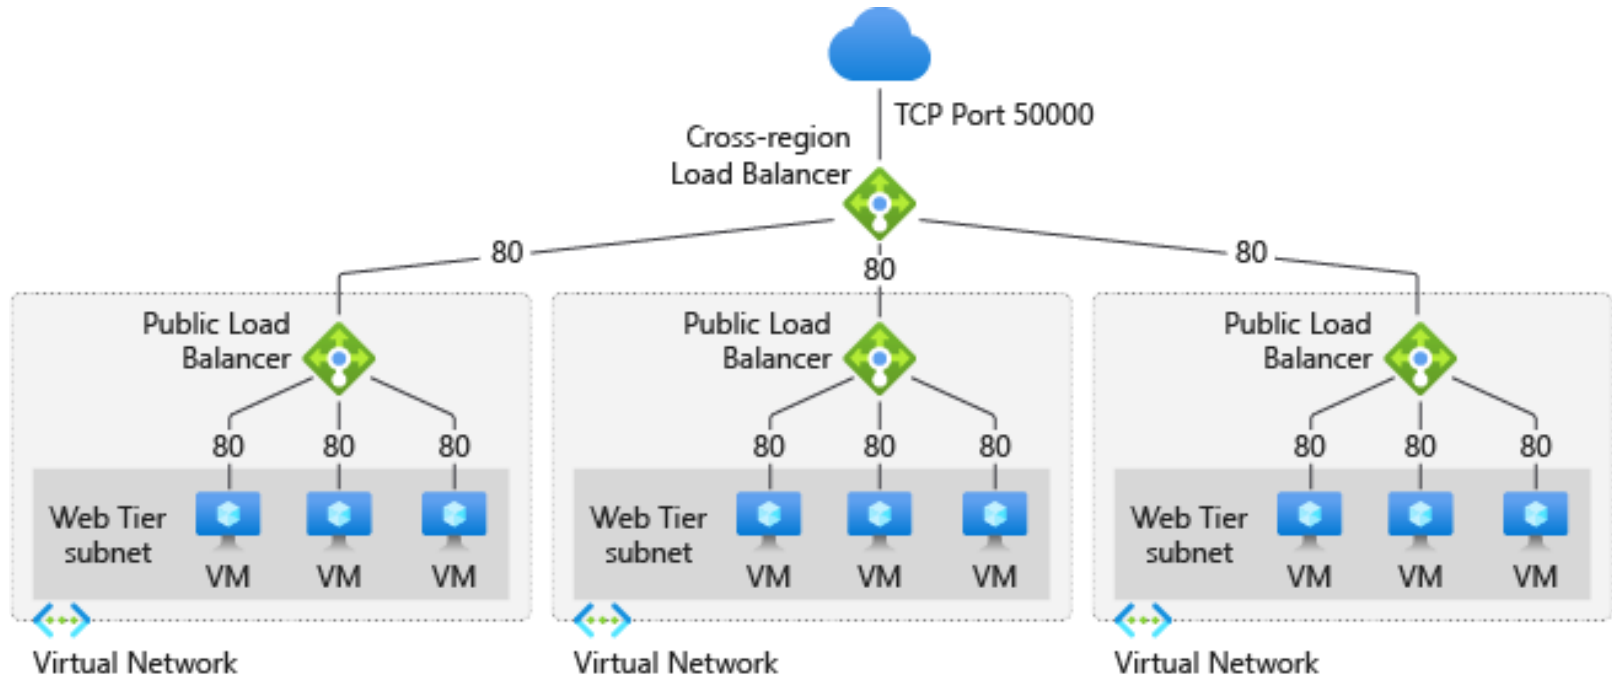 TCP Port 50000
Cross-region
Load Balancer
80
80
80
Public Load
Balancer
80
80
80
Web Tier
subnet
VM
VM
VM
Virtual Network
Public Load
Balancer
80
80
80
Web Tier
subnet
VM
VM
VM
Virtual Network
Public Load
Balancer
80
80
80
Web Tier
subnet
VM
VM
VM
Virtual Network